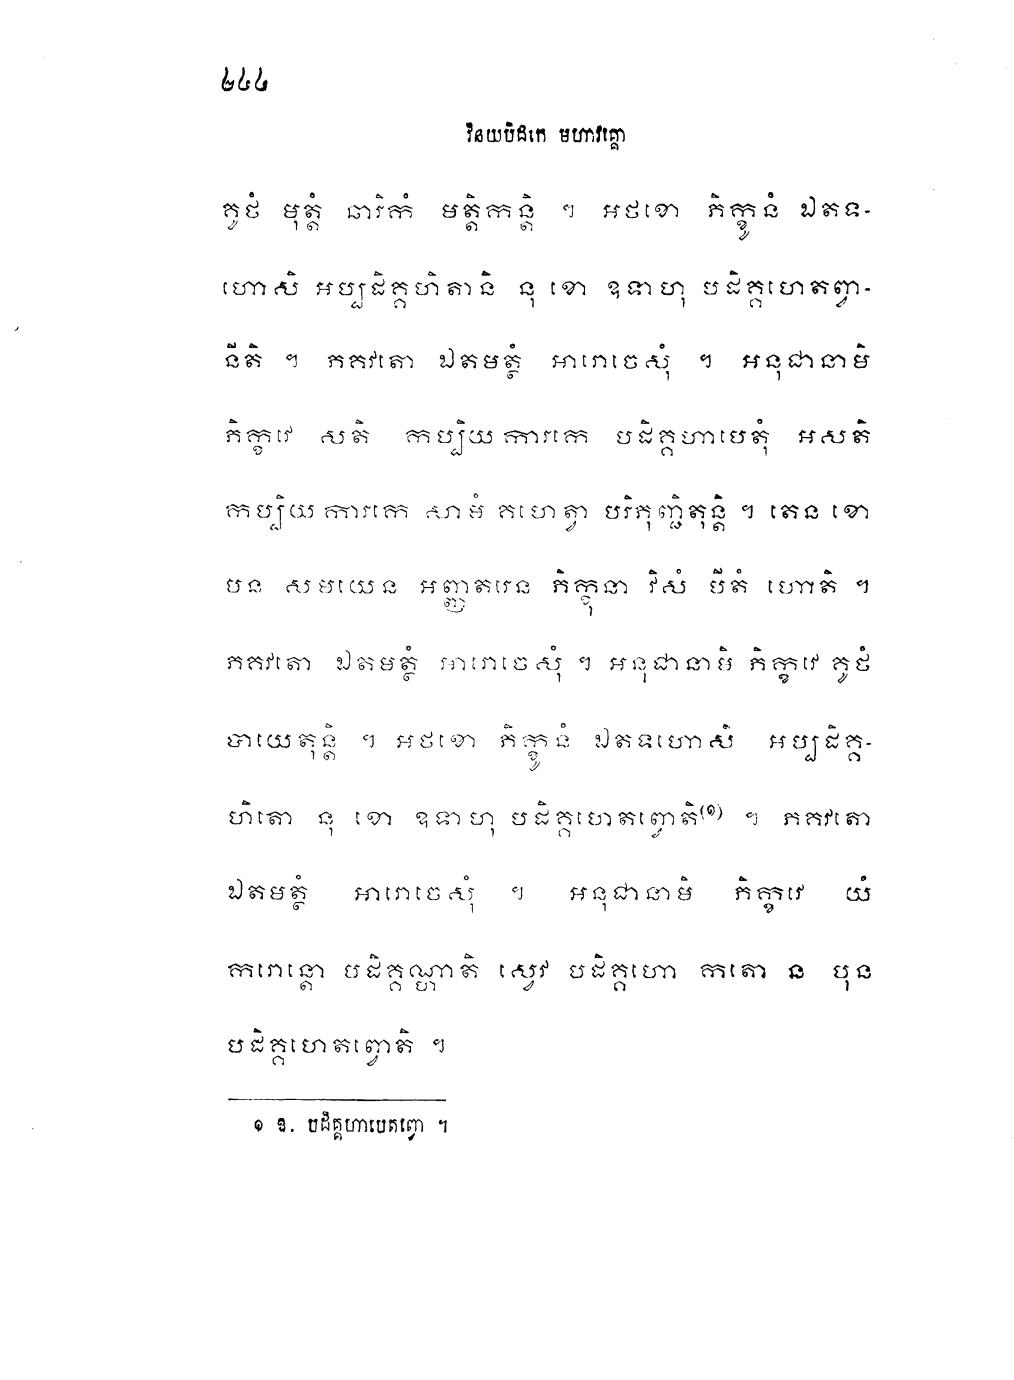 ២៤៤
វិនយបិដកេ មហាវគ្គោ
គូថំ មុត្តំ ឆារិកំ មត្តិកន្តិ ។ អថខោ ភិក្ខូនំ ឯតទ-
ហោសិ អប្បដិគ្គហិតានិ នុ ខោ ឧទាហុ បដិគ្គហេតព្វា-
នីតិ ។ ភគវតោ ឯតមត្ថំ អារោចេសុំ ។ អនុជានាមិ
ភិក្ខវេ សតិ កប្បិយការកេ បដិគ្គហាបេតុំ អសតិ
កប្បិយការកេ សាមំ គហេត្វា បរិភុញ្ជិតុន្តិ ។ តេន ខោ
បន សមយេន អញ្ញតរេន ភិក្ខុនា វិសំ បីតំ ហោតិ ។
ភគវតោ ឯតមត្ថំ អារោចេសុំ ។ អនុជានាមិ ភិក្ខវេ គូថំ
បាយេតុន្តិ ។ អថខោ ភិក្ខូនំ ឯតទហោសិ អប្បដិគ្គ-
ហិតោ នុ ខោ ឧទាហុ បដិគ្គហេតព្វោតិ(១) ។ ភគវតោ
ឯតមត្ថំ អារោចេសុំ ។ អនុជានាមិ ភិក្ខវេ យំ
ករោន្តោ បដិគ្គណ្ហាតិ ស្វេវ បដិគ្គហោ កតោ ន បុន
បដិគ្គហេតព្វោតិ ។
១ ឱ. បដិគ្គហាបេតព្វោ ។